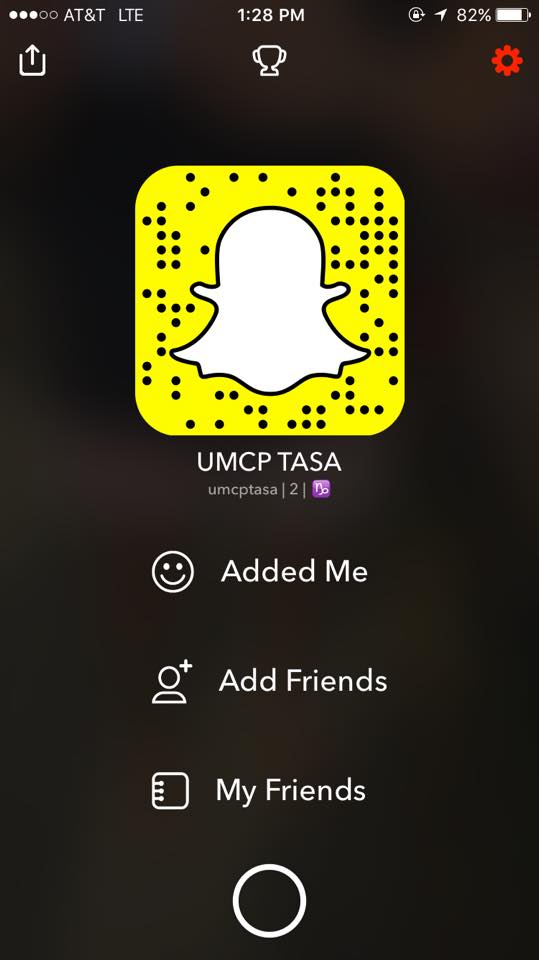 AT&T LTE 1:28 PM 82%
UMCP TASA
umcptasa | 2 | ♑
Added Me
Add Friends
My Friends